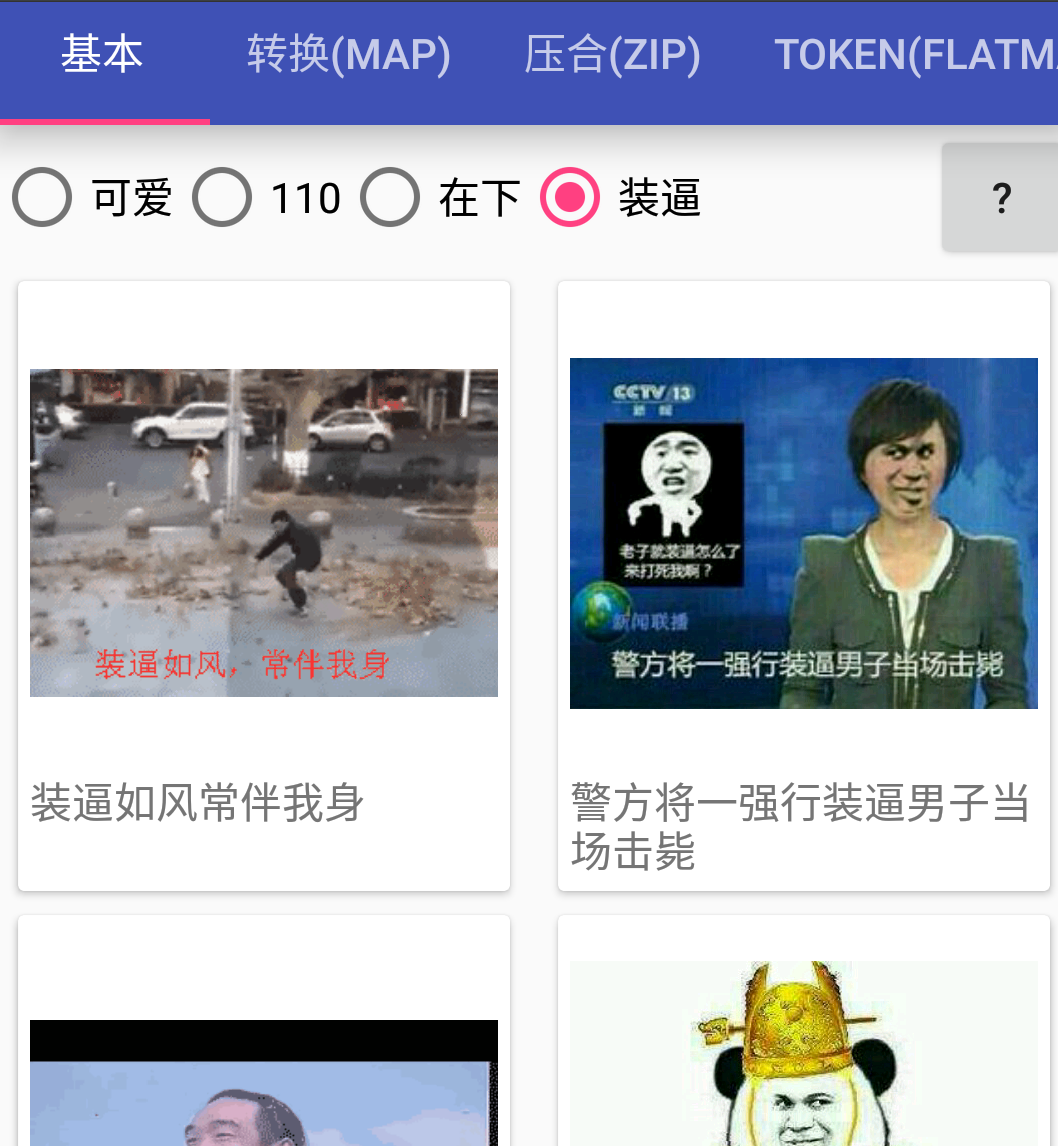 基本 转换(MAP) 压合(ZIP) TOKEN(FLATMA
可爱 110 在下 装逼 ?
装逼如风，常伴我身
装逼如风常伴我身
CCTV 13
新 闻
老子就装逼怎么了
来打死我啊？
新闻联播
警方将一强行装逼男子当场击毙
警方将一强行装逼男子当
场击毙